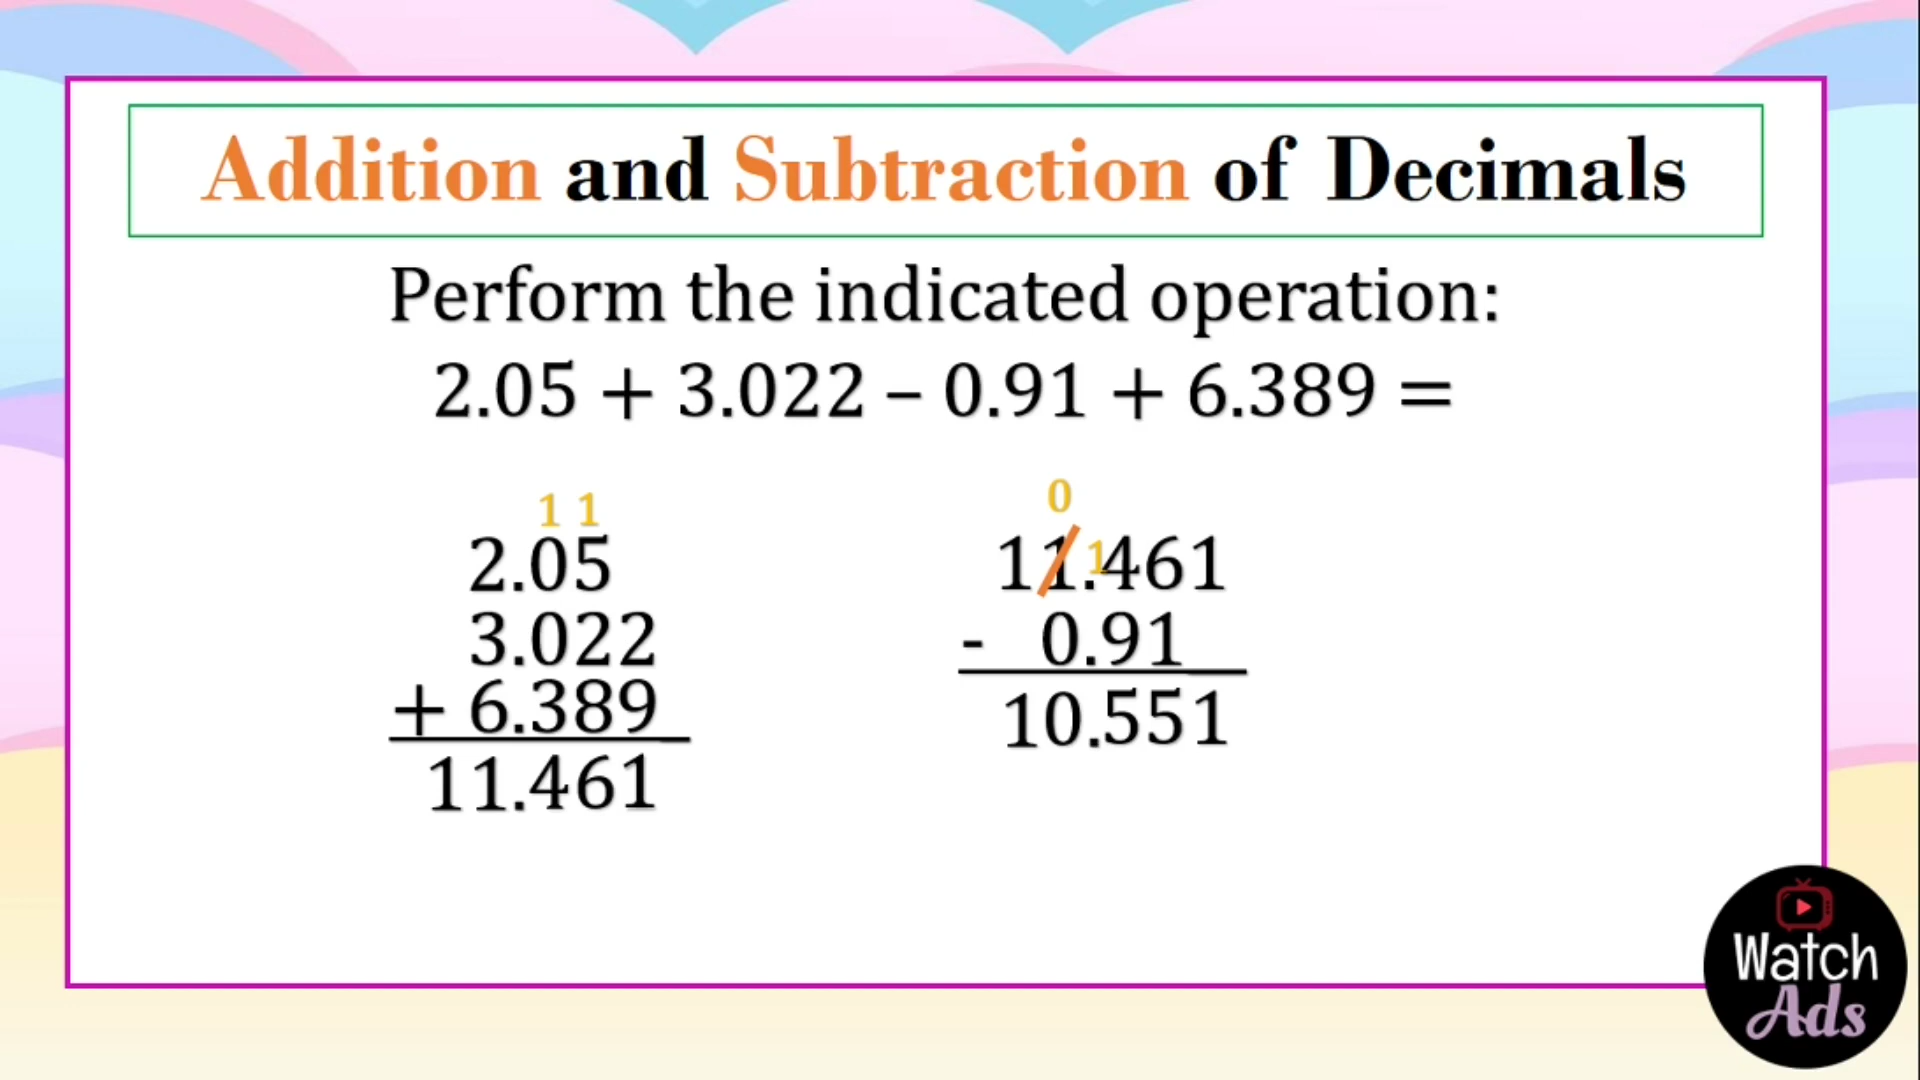 Addition and Subtraction of Decimals
Perform the indicated operation:
2.05 + 3.022 – 0.91 + 6.389 =
1 1
2.05
3.022
+ 6.389
11.461
0
11.1461
- 0.91
10.551
Watch
Ads